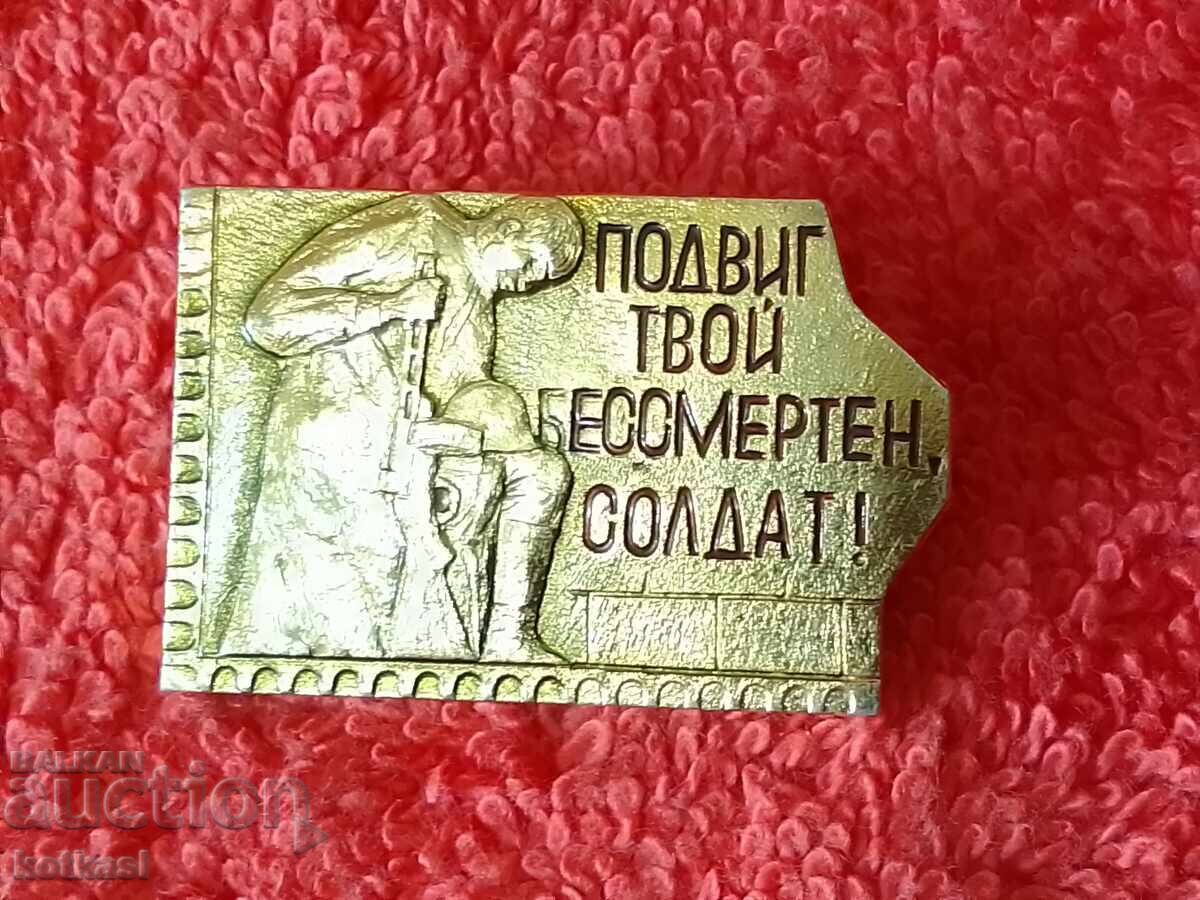 ПОДВИГ
ТВОЙ
БЕССМЕРТЕН,
СОЛДАТ!
BALKAN
auction
kotkasl